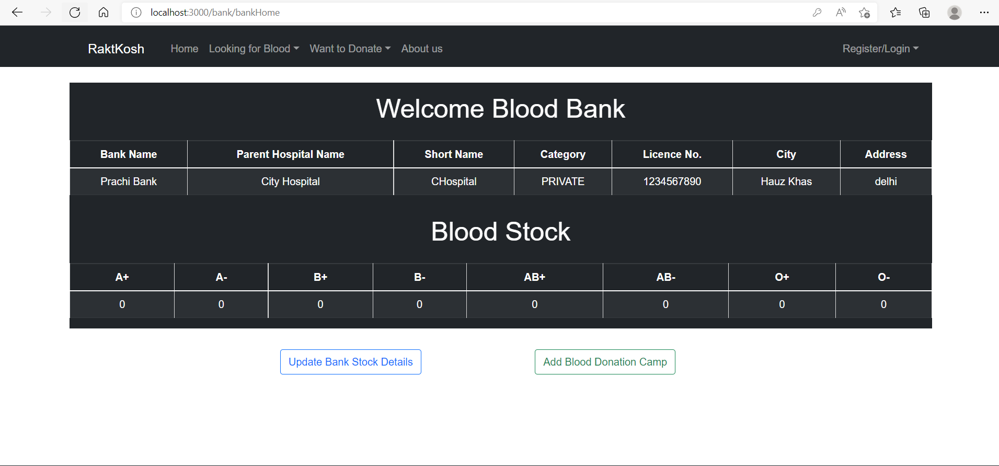 localhost:3000/bank/bankHome
RaktKosh Home Looking for Blood Want to Donate About us Register/Login
Welcome Blood Bank
Bank Name Parent Hospital Name Short Name Category Licence No. City Address
Prachi Bank City Hospital CHospital PRIVATE 1234567890 Hauz Khas delhi
Blood Stock
A+ A- B+ B- AB+ AB- O+ O-
0 0 0 0 0 0 0 0
Update Bank Stock Details Add Blood Donation Camp